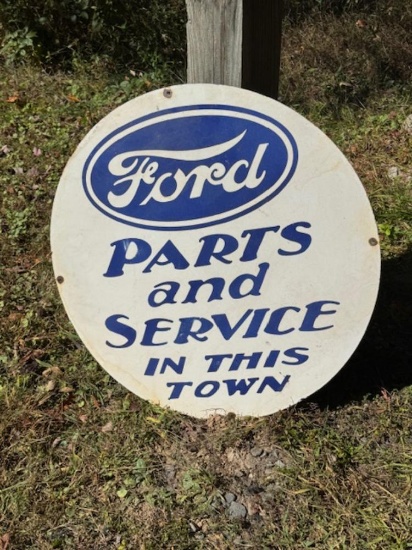 Ford
PARTS
and
SERVICE
IN THIS
TOWN